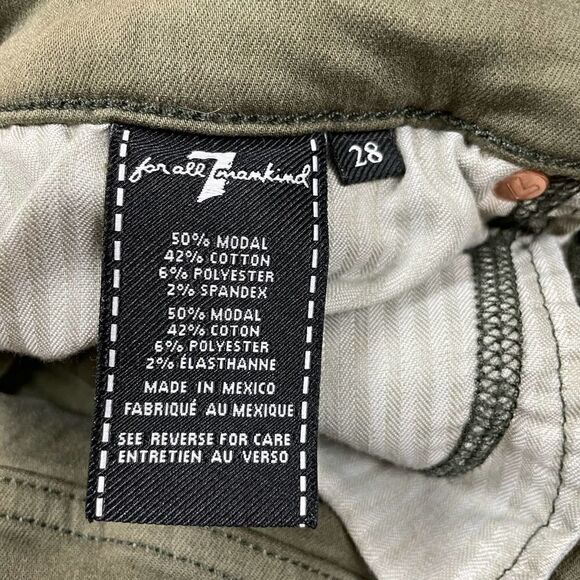 for all 7 mankind
28
50% MODAL
42% COTTON
6% POLYESTER
2% SPANDEX
50% MODAL
42% COTON
6% POLYESTER
2% ÉLASTHANNE
MADE IN MEXICO
FABRIQUÉ AU MEXIQUE
SEE REVERSE FOR CARE
ENTRETIEN AU VERSO